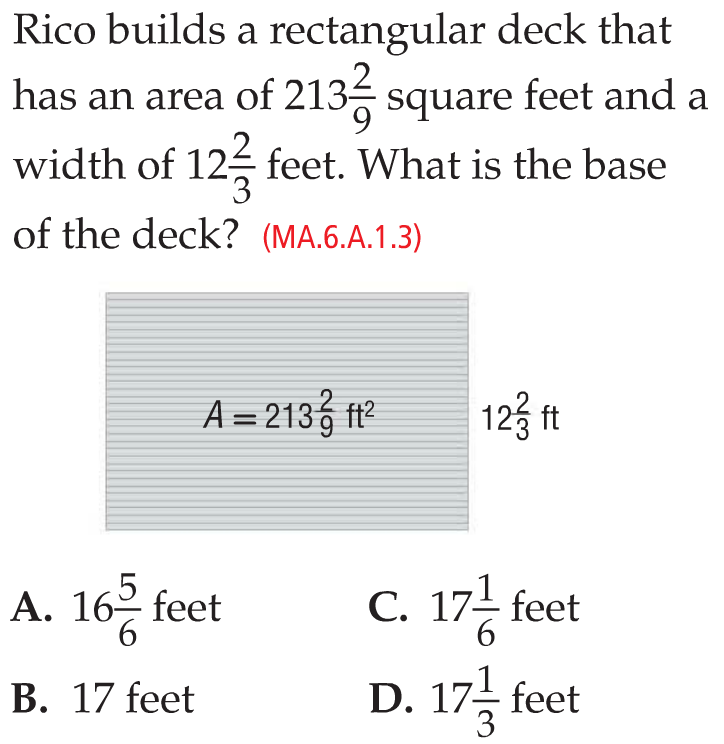 Rico builds a rectangular deck that
has an area of 213 2/9 square feet and a
width of 12 2/3 feet. What is the base
of the deck? (MA.6.A.1.3)
A = 213 2/9 ft²
12 2/3 ft
A. 16 5/6 feet
C. 17 1/6 feet
B. 17 feet
D. 17 1/3 feet